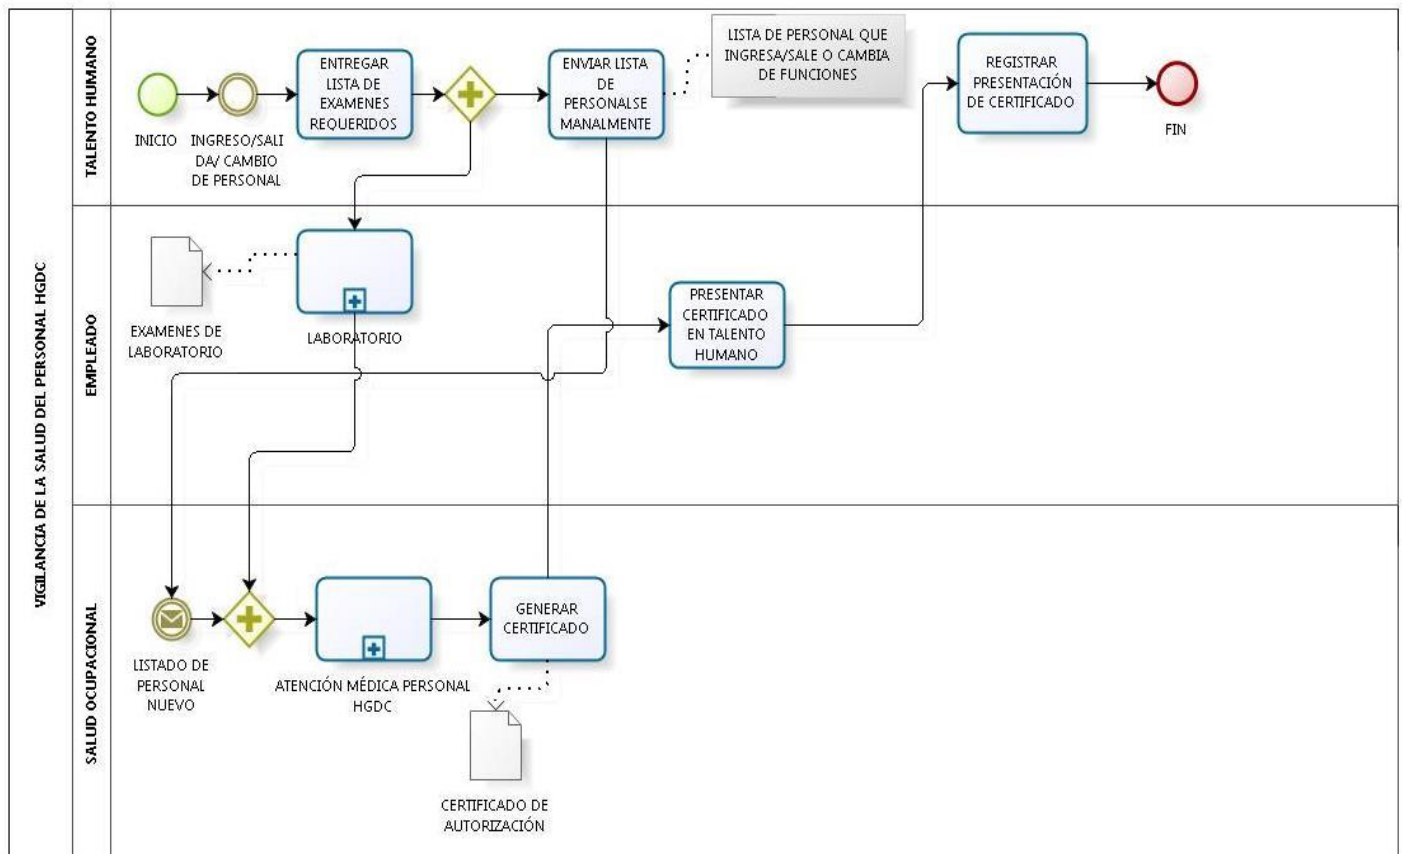 VIGILANCIA DE LA SALUD DEL PERSONAL HGDC
TALENTO HUMANO
INICIO
INGRESO/SALI
DA/ CAMBIO
DE PERSONAL
ENTREGAR
LISTA DE
EXAMENES
REQUERIDOS
ENVIAR LISTA
DE
PERSONALSE
MANALMENTE
LISTA DE PERSONAL QUE
INGRESA/SALE O CAMBIA
DE FUNCIONES
REGISTRAR
PRESENTACIÓN
DE CERTIFICADO
FIN
EMPLEADO
EXAMENES DE
LABORATORIO
LABORATORIO
PRESENTAR
CERTIFICADO
EN TALENTO
HUMANO
SALUD OCUPACIONAL
LISTADO DE
PERSONAL
NUEVO
ATENCIÓN MÉDICA PERSONAL
HGDC
GENERAR
CERTIFICADO
CERTIFICADO DE
AUTORIZACIÓN